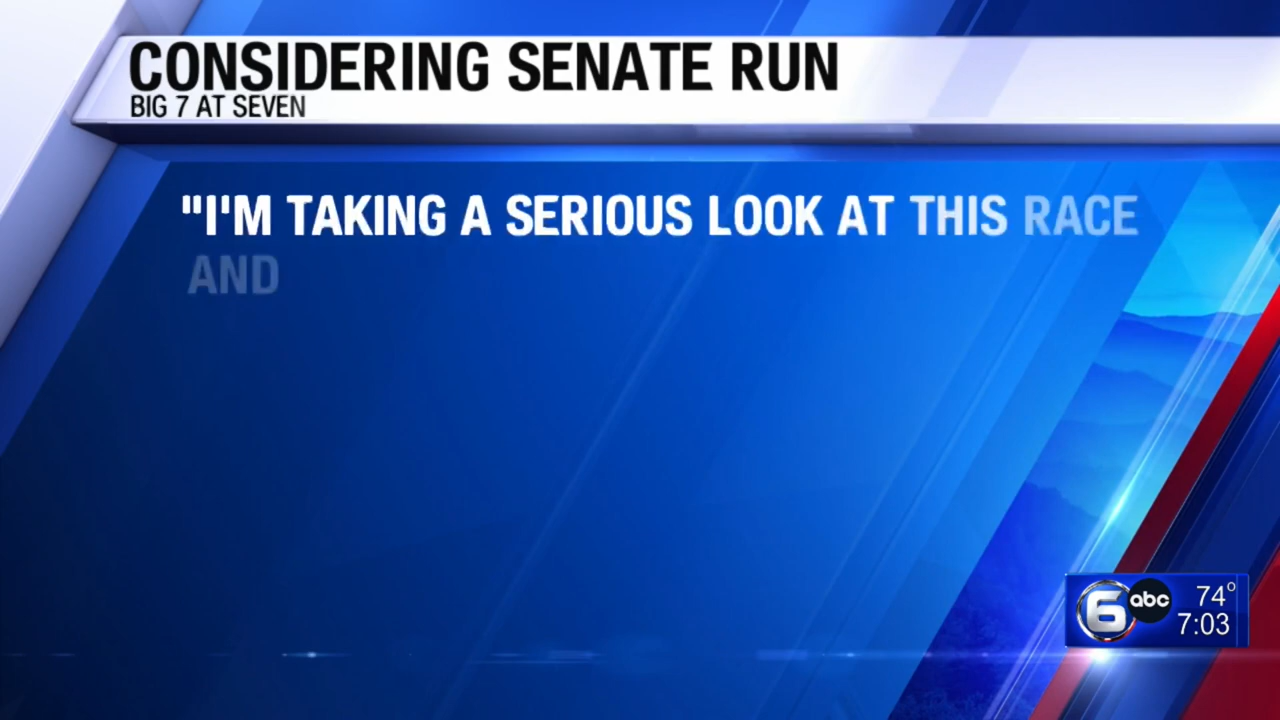 CONSIDERING SENATE RUN
BIG 7 AT SEVEN
"I'M TAKING A SERIOUS LOOK AT THIS RACE
AND
6 abc 74°
7:03